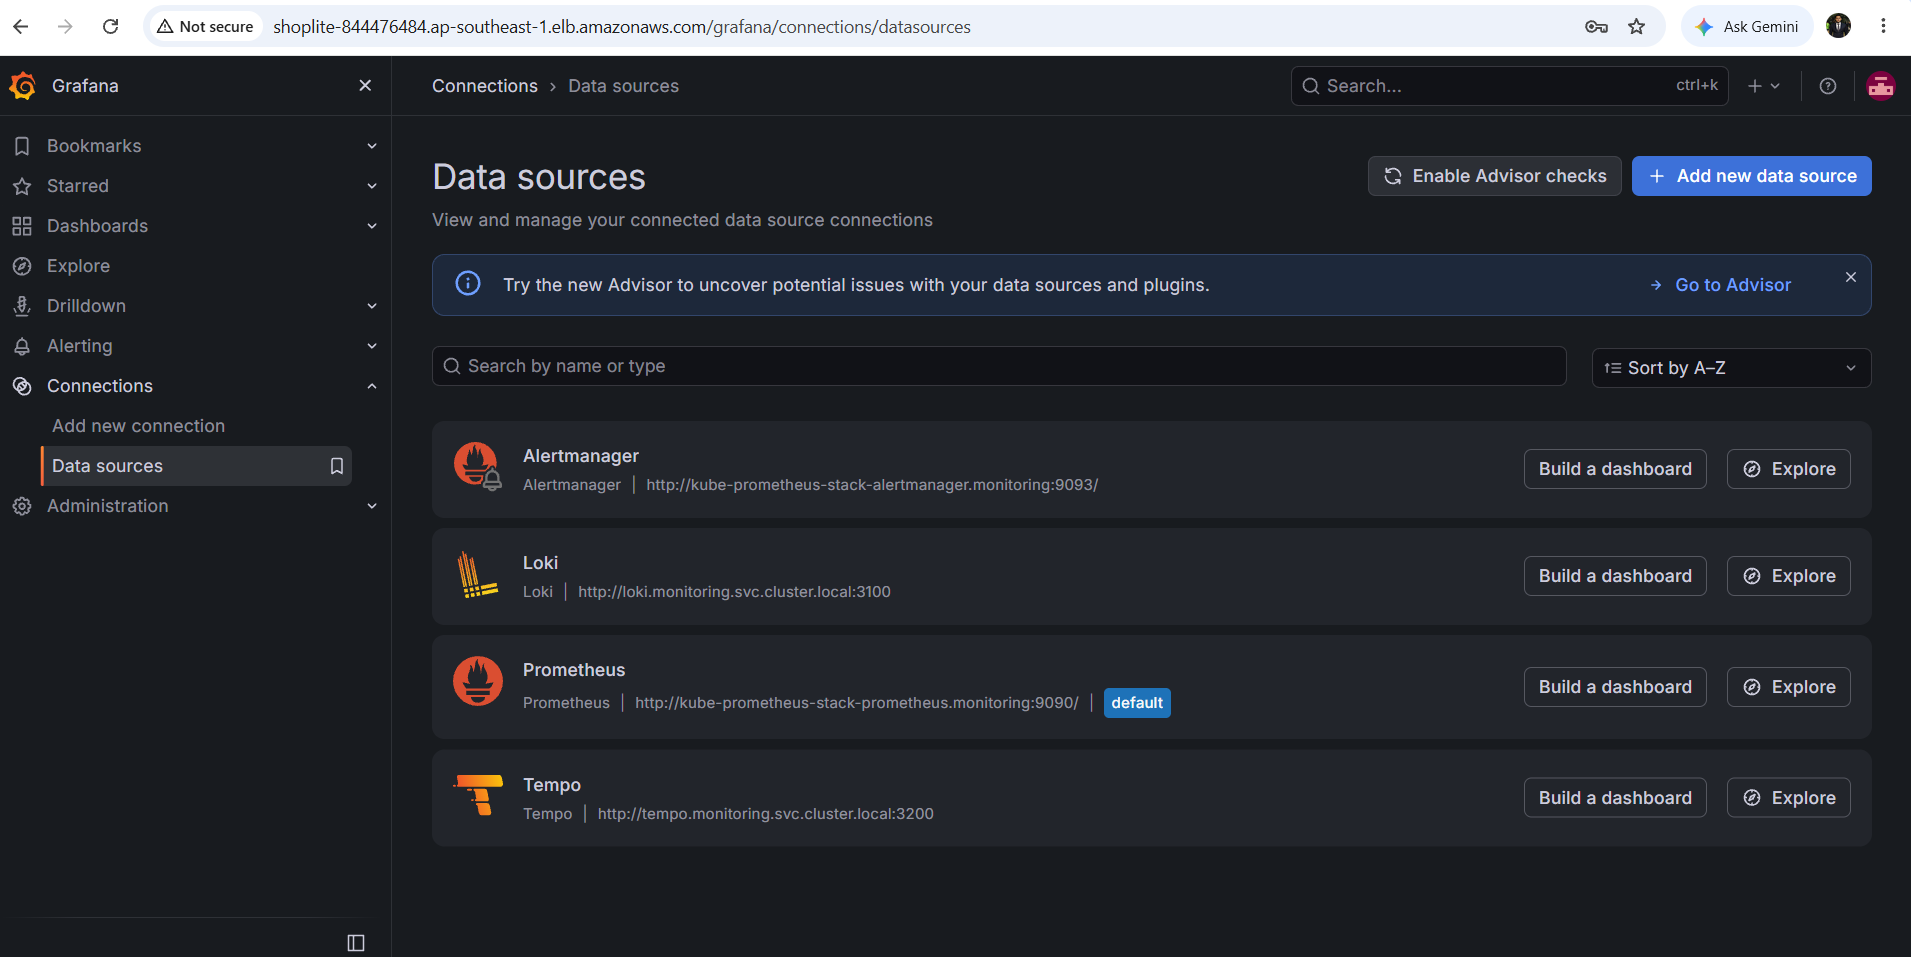 Not secure shoplite-844476484.ap-southeast-1.elb.amazonaws.com/grafana/connections/datasources Ask Gemini
Grafana
Connections › Data sources
Search... ctrl+k
Bookmarks
Starred
Dashboards
Explore
Drilldown
Alerting
Connections
Add new connection
Data sources
Administration
Data sources
Enable Advisor checks
Add new data source
View and manage your connected data source connections
Try the new Advisor to uncover potential issues with your data sources and plugins.
Go to Advisor
Search by name or type
Sort by A–Z
Alertmanager
Alertmanager | http://kube-prometheus-stack-alertmanager.monitoring:9093/
Build a dashboard Explore
Loki
Loki | http://loki.monitoring.svc.cluster.local:3100
Build a dashboard Explore
Prometheus
Prometheus | http://kube-prometheus-stack-prometheus.monitoring:9090/ | default
Build a dashboard Explore
Tempo
Tempo | http://tempo.monitoring.svc.cluster.local:3200
Build a dashboard Explore